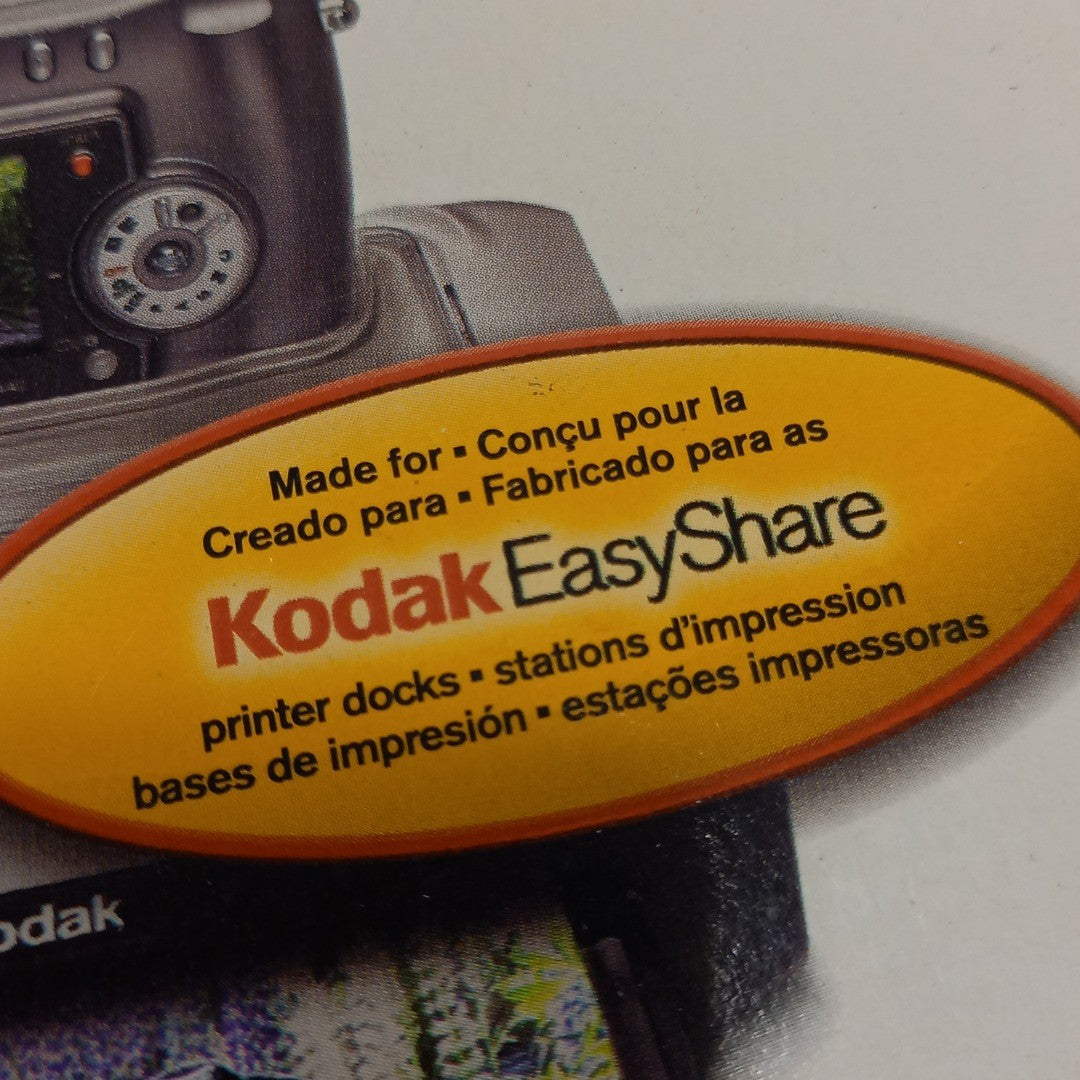 Made for ▪ Conçu pour la
Creado para ▪ Fabricado para as
Kodak EasyShare
printer docks ▪ stations d'impression
bases de impresión ▪ estações impressoras
odak